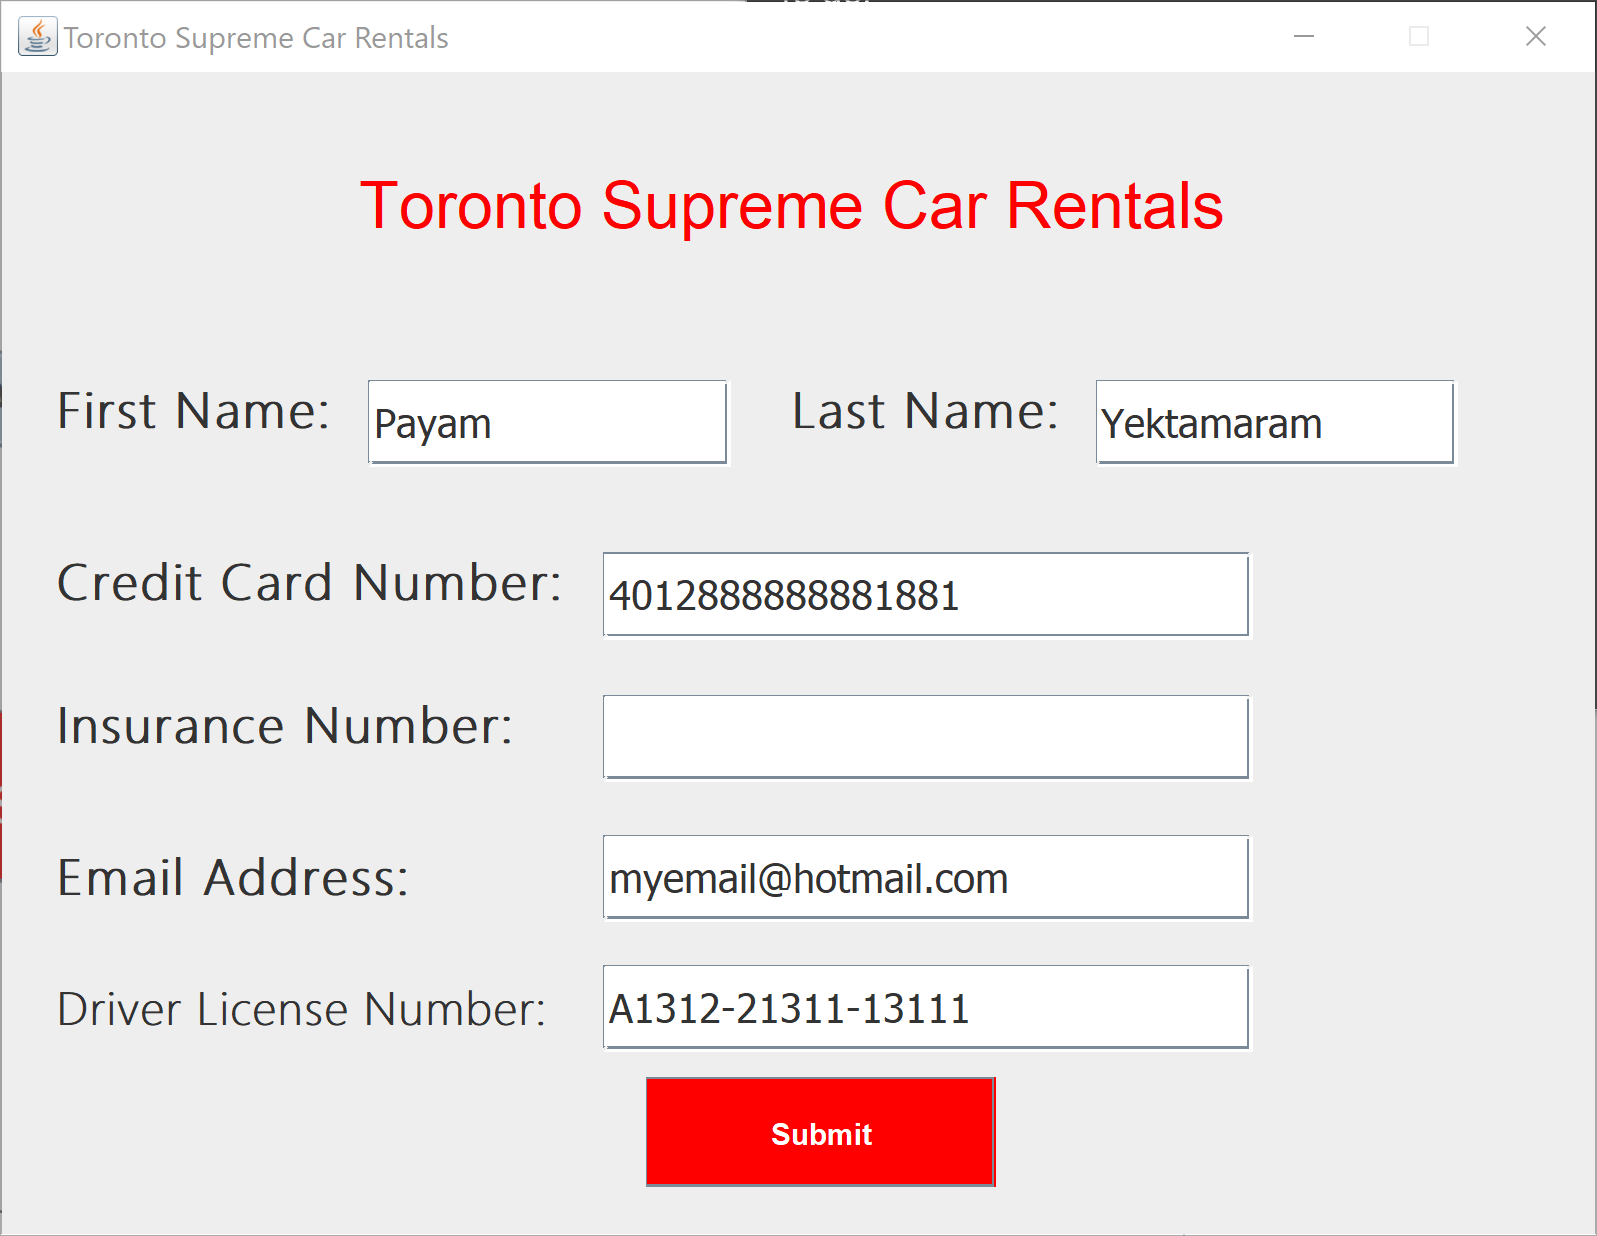 Toronto Supreme Car Rentals
Toronto Supreme Car Rentals
First Name: Payam Last Name: Yektamaram
Credit Card Number: 4012888888881881
Insurance Number:
Email Address: myemail@hotmail.com
Driver License Number: A1312-21311-13111
Submit